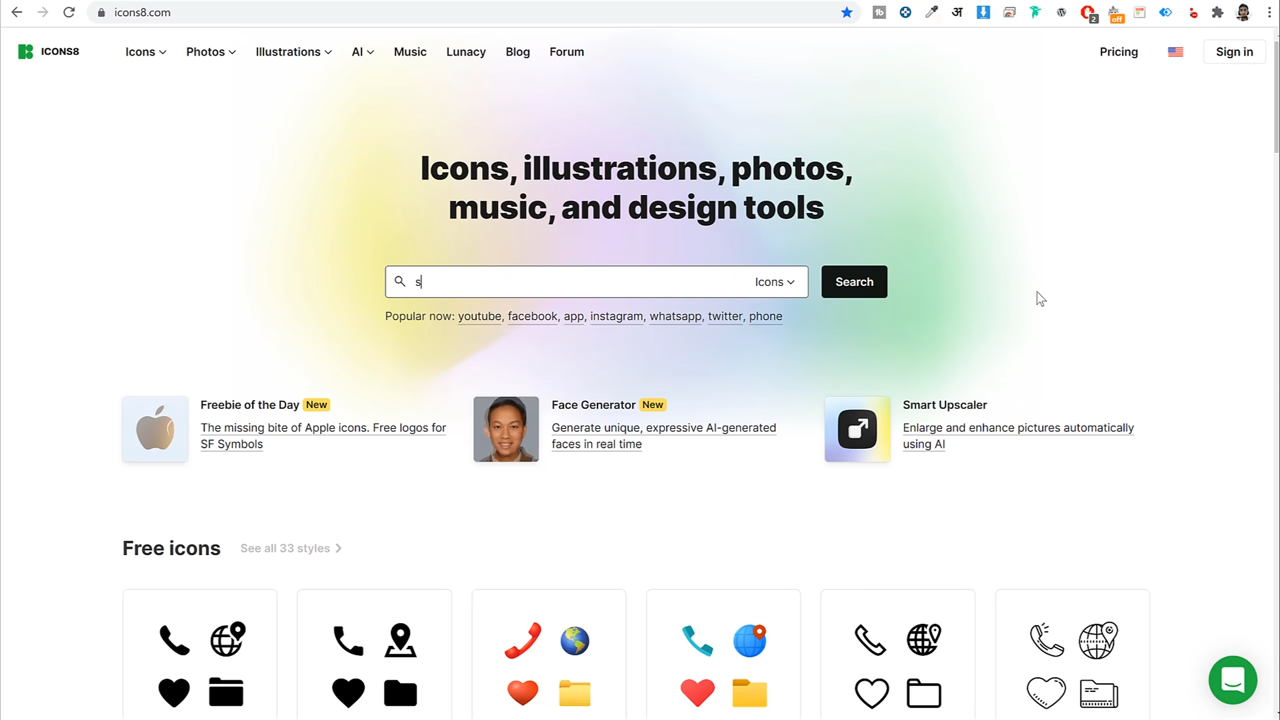 icons8.com
अ
2
off
ICONS8
Icons
Photos
Illustrations
AI
Music
Lunacy
Blog
Forum
Pricing
Sign in
Icons, illustrations, photos,
music, and design tools
s
Icons
Search
Popular now: youtube, facebook, app, instagram, whatsapp, twitter, phone
Freebie of the Day New
The missing bite of Apple icons. Free logos for
SF Symbols
Face Generator New
Generate unique, expressive AI-generated
faces in real time
Smart Upscaler
Enlarge and enhance pictures automatically
using AI
Free icons
See all 33 styles